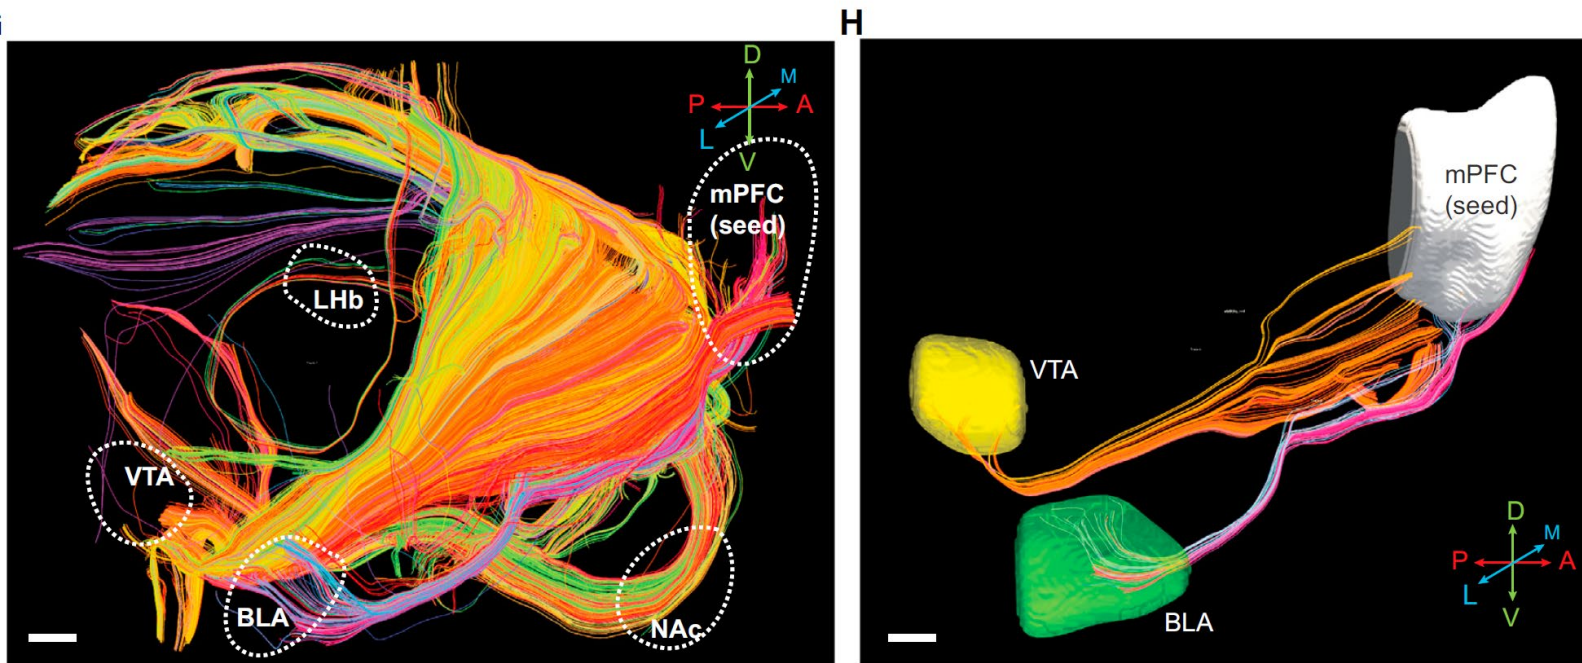 H
D
M
P
A
L
V
mPFC
(seed)
LHb
VTA
BLA
NAc
mPFC
(seed)
VTA
BLA
D
M
P
A
L
V